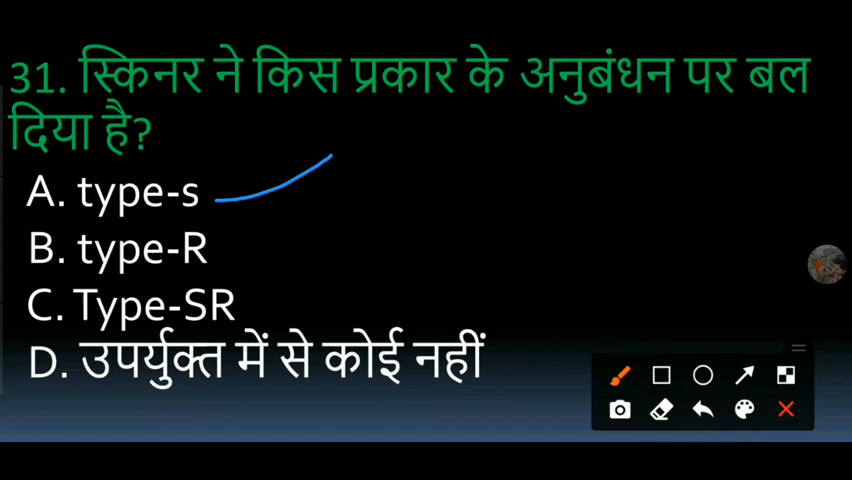 31. स्किनर ने किस प्रकार के अनुबंधन पर बल
दिया है?
A. type-s
B. type-R
C. Type-SR
D. उपर्युक्त में से कोई नहीं